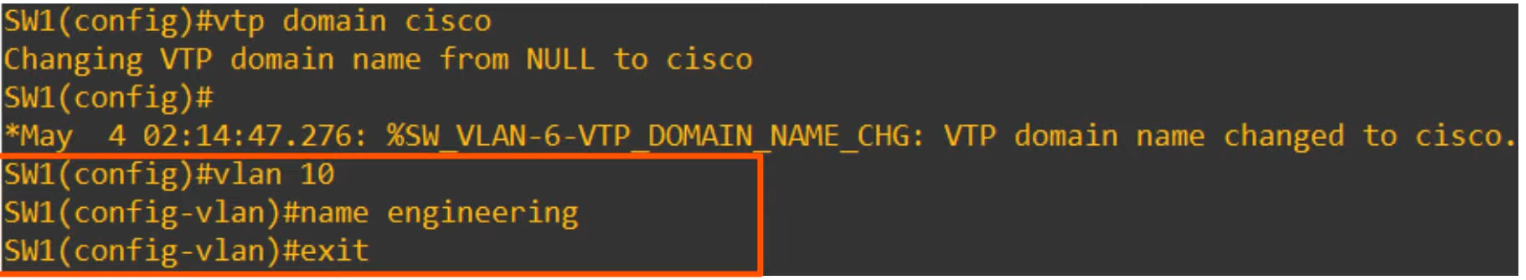 SW1(config)#vtp domain cisco
Changing VTP domain name from NULL to cisco
SW1(config)#
*May  4 02:14:47.276: %SW_VLAN-6-VTP_DOMAIN_NAME_CHG: VTP domain name changed to cisco.
SW1(config)#vlan 10
SW1(config-vlan)#name engineering
SW1(config-vlan)#exit